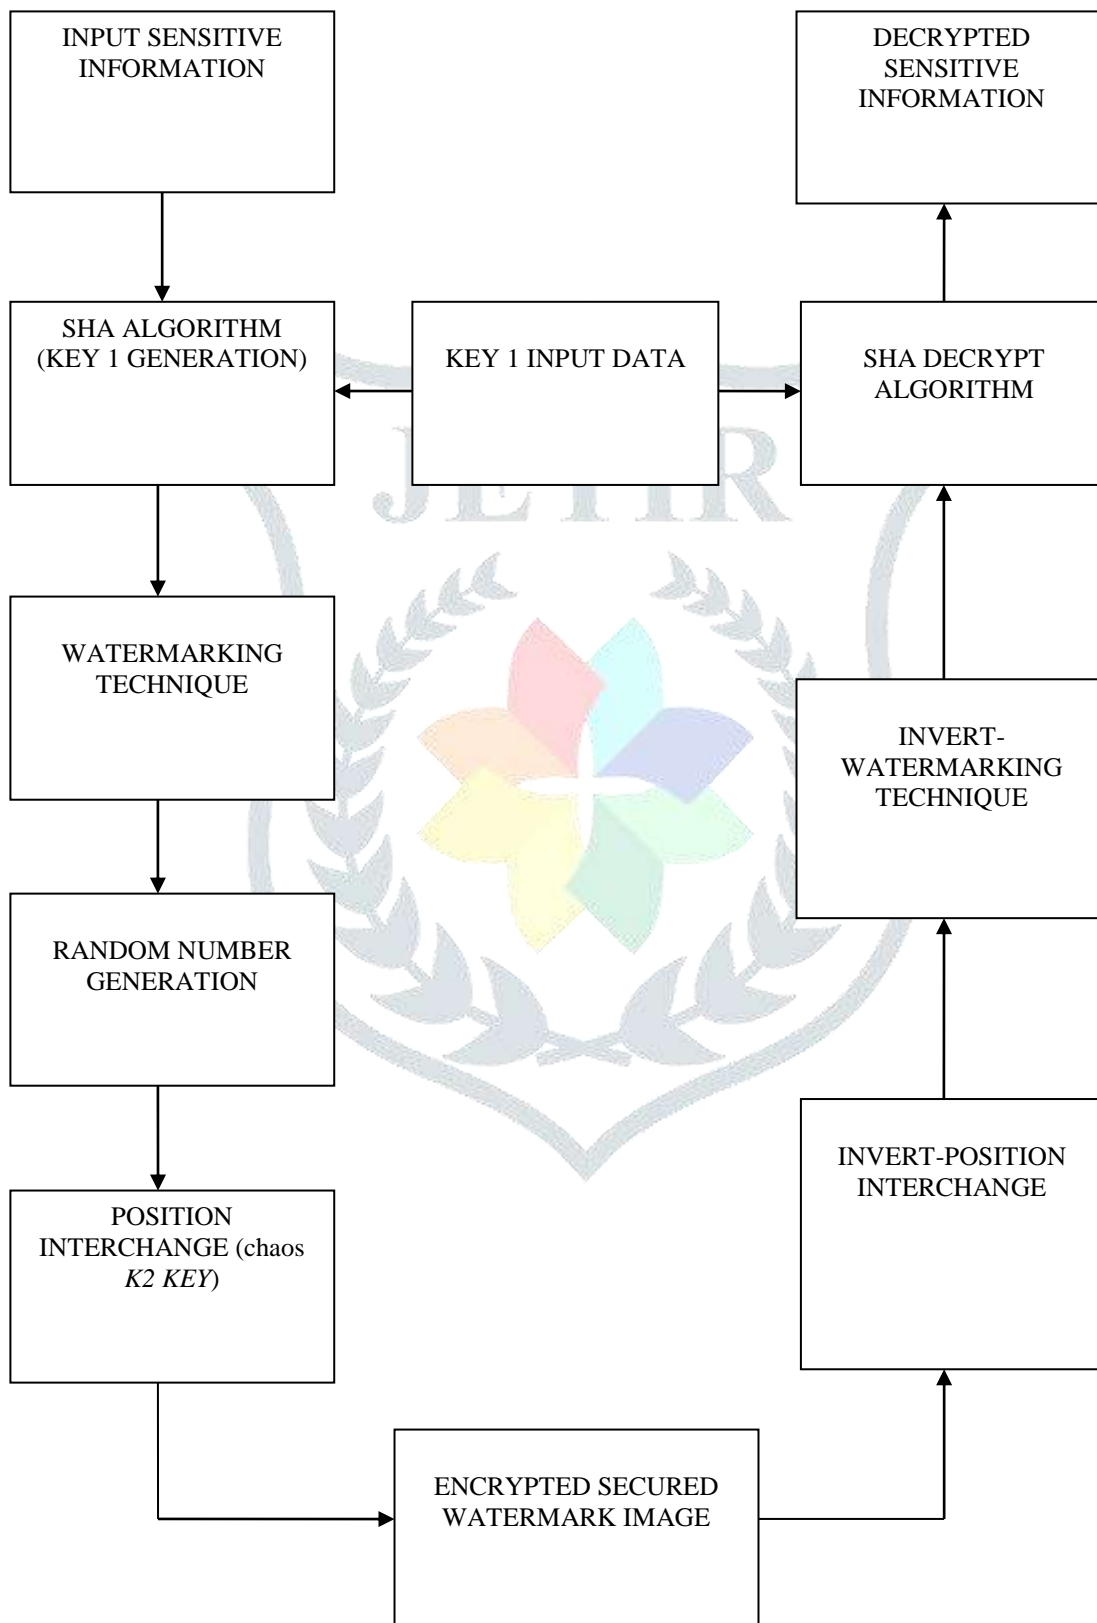 INPUT SENSITIVE
INFORMATION
DECRYPTED
SENSITIVE
INFORMATION
SHA ALGORITHM
(KEY 1 GENERATION)
KEY 1 INPUT DATA
SHA DECRYPT
ALGORITHM
JETIR
WATERMARKING
TECHNIQUE
INVERT-
WATERMARKING
TECHNIQUE
RANDOM NUMBER
GENERATION
INVERT-POSITION
INTERCHANGE
POSITION
INTERCHANGE (chaos
K2 KEY)
ENCRYPTED SECURED
WATERMARK IMAGE